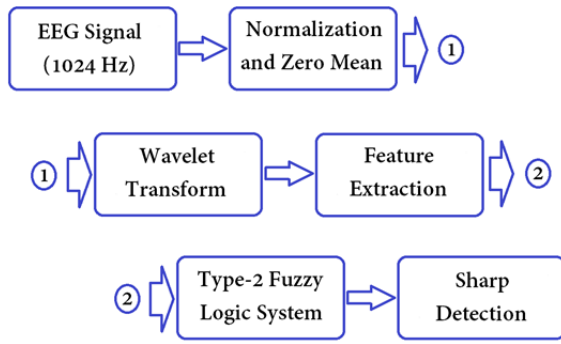 EEG Signal
(1024 Hz)
Normalization
and Zero Mean
1
1
Wavelet
Transform
Feature
Extraction
2
2
Type-2 Fuzzy
Logic System
Sharp
Detection